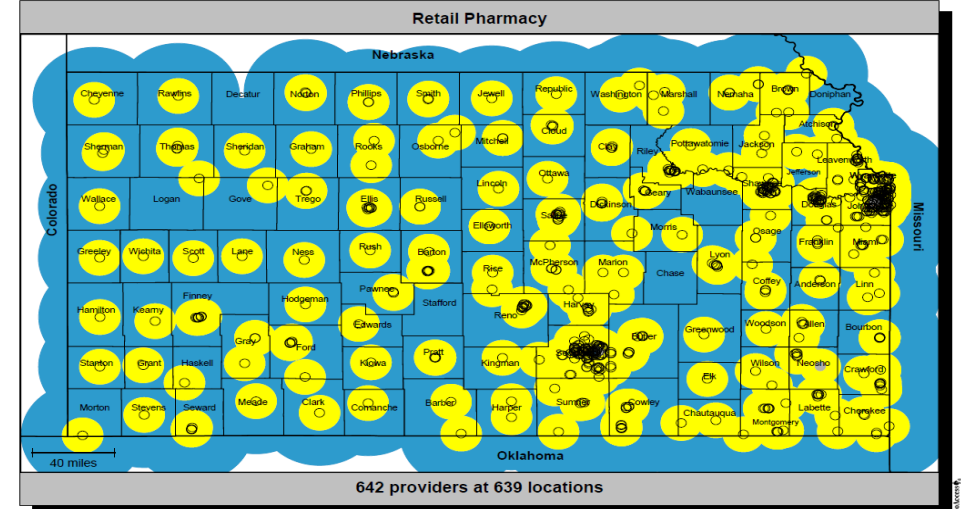 Retail Pharmacy
Nebraska
Cheyenne Rawlins Decatur Norton Phillips Smith Jewell Republic Washington Marshall Nemaha Brown Doniphan
Atchison
Sherman Thomas Sheridan Graham Rooks Osborne Mitchell Cloud Clay Riley Pottawatomie Jackson
Leavenworth
Jefferson
Wallace Logan Gove Trego Ellis Russell Lincoln Ottawa Dickinson Geary Wabaunsee
Ellsworth Morris Osage Douglas
Greeley Wichita Scott Lane Ness Rush Barton Rice McPherson Marion Chase Lyon Franklin Miami
Coffey Anderson Linn
Hamilton Kearny Finney Hodgeman Pawnee Stafford Reno Harvey
Gray Ford Edwards Greenwood Woodson Allen Bourbon
Stanton Grant Haskell Kiowa Pratt Kingman Butler Elk Wilson Neosho Crawford
Morton Stevens Seward Meade Clark Comanche Barber Harper Sumner Cowley Chautauqua Montgomery Labette Cherokee
Colorado
Missouri
Oklahoma
40 miles
642 providers at 639 locations